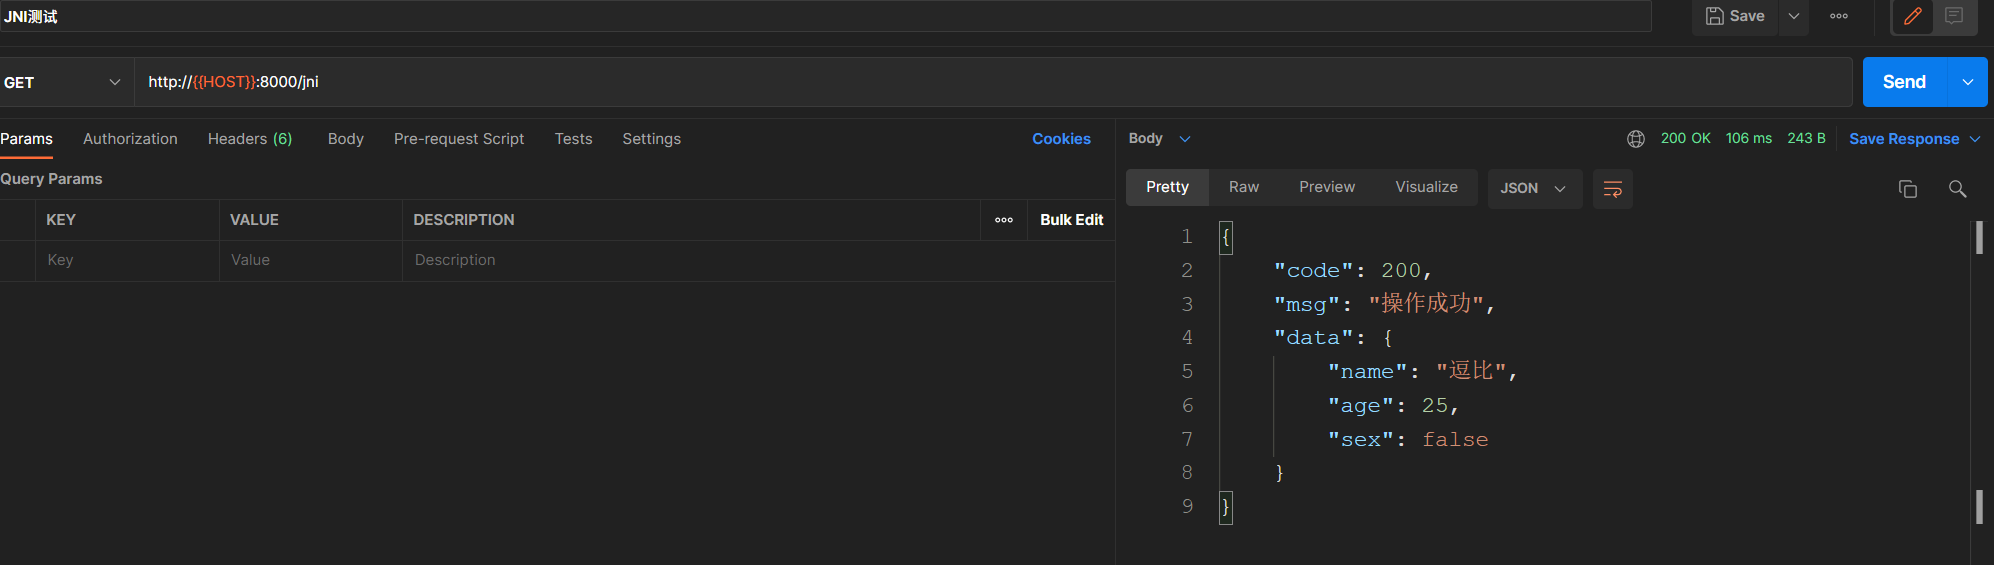 JNI测试
Save
GET
http://{{HOST}}:8000/jni
Send
Params Authorization Headers (6) Body Pre-request Script Tests Settings Cookies
Query Params
KEY VALUE DESCRIPTION Bulk Edit
Key Value Description
Body 200 OK 106 ms 243 B Save Response
Pretty Raw Preview Visualize JSON
1 {
2 "code": 200,
3 "msg": "操作成功",
4 "data": {
5 "name": "逗比",
6 "age": 25,
7 "sex": false
8 }
9 }